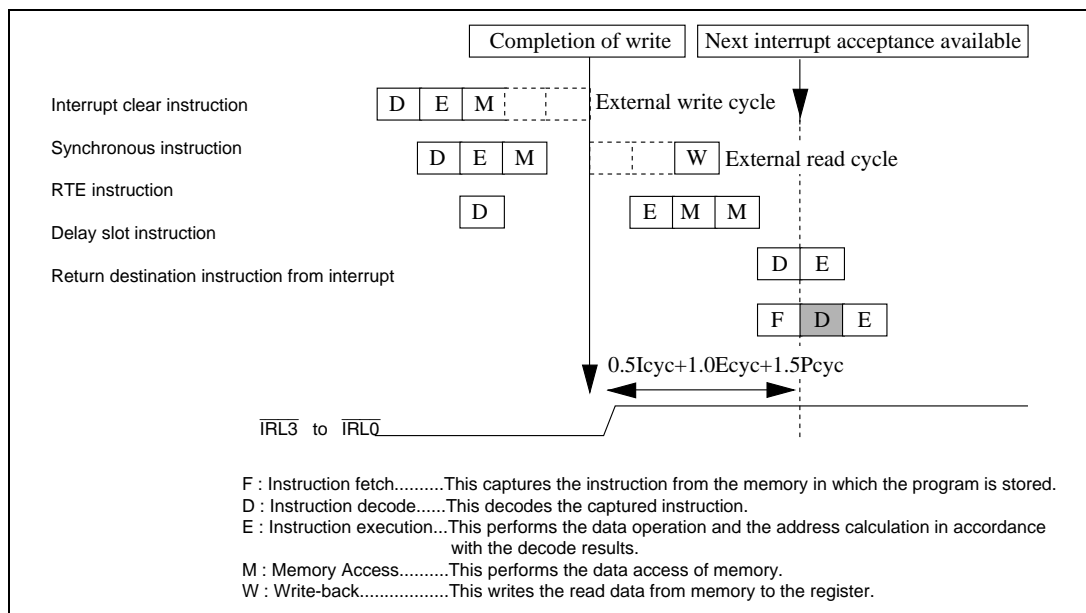 Completion of write
Next interrupt acceptance available
Interrupt clear instruction
D E M
External write cycle
Synchronous instruction
D E M
W
External read cycle
RTE instruction
D
E M M
Delay slot instruction
D E
Return destination instruction from interrupt
F D E
0.5Icyc+1.0Ecyc+1.5Pcyc
IRL3 to IRL0
F : Instruction fetch..........This captures the instruction from the memory in which the program is stored.
D : Instruction decode......This decodes the captured instruction.
E : Instruction execution...This performs the data operation and the address calculation in accordance
with the decode results.
M : Memory Access..........This performs the data access of memory.
W : Write-back..................This writes the read data from memory to the register.